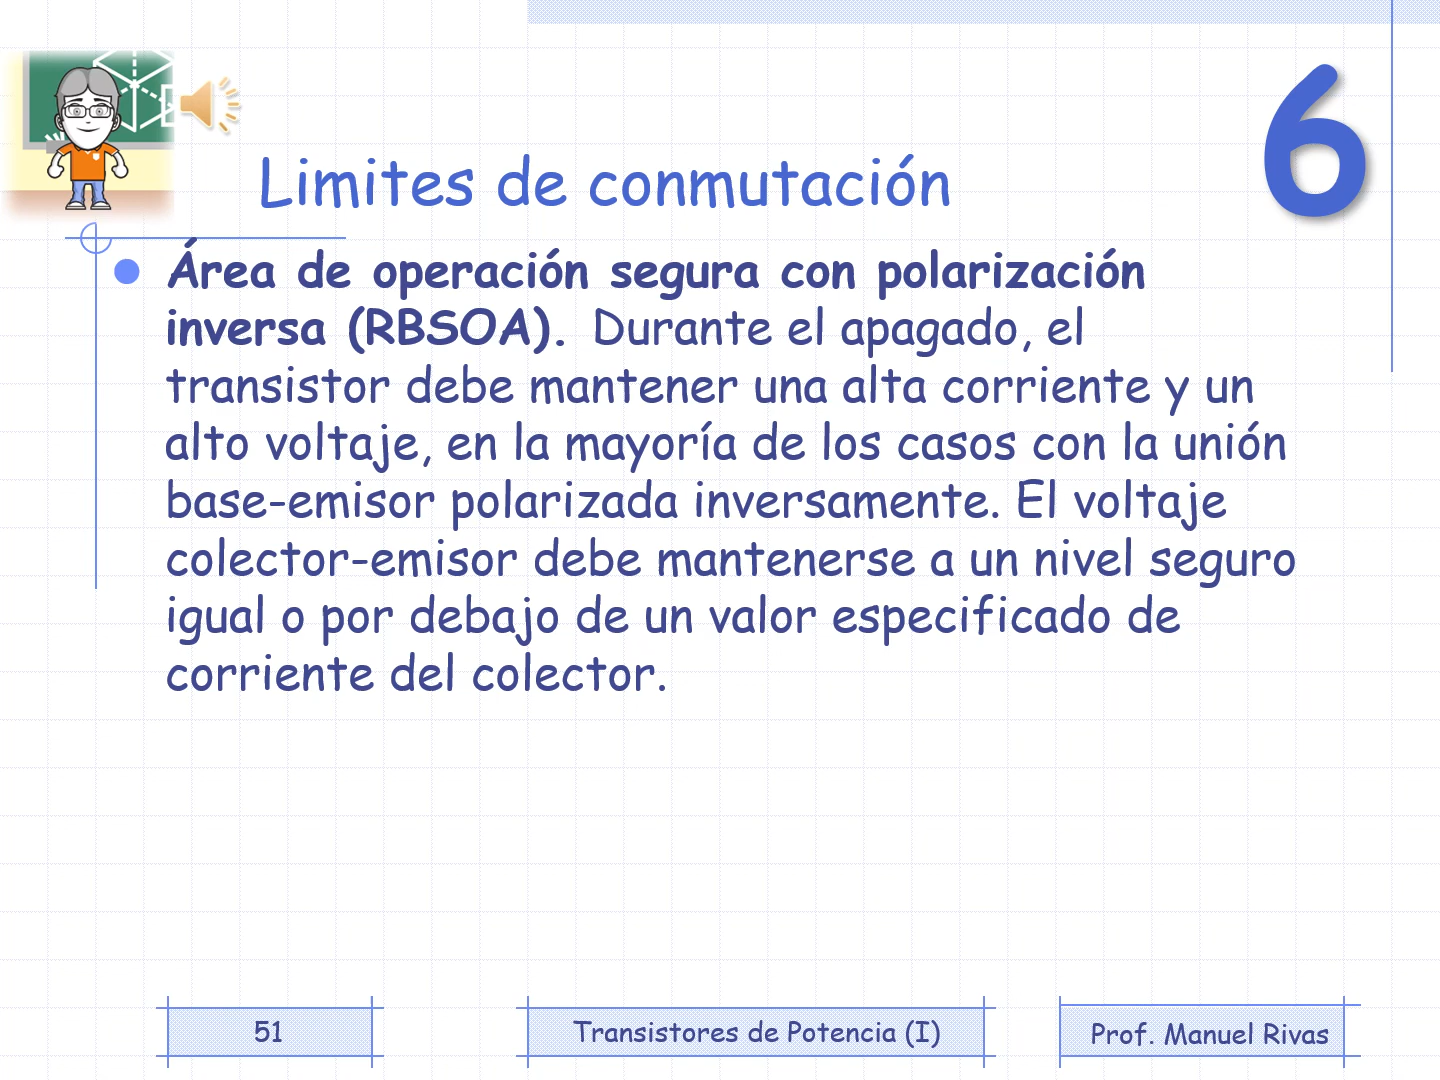 6
Limites de conmutación
Área de operación segura con polarización
inversa (RBSOA). Durante el apagado, el
transistor debe mantener una alta corriente y un
alto voltaje, en la mayoría de los casos con la unión
base-emisor polarizada inversamente. El voltaje
colector-emisor debe mantenerse a un nivel seguro
igual o por debajo de un valor especificado de
corriente del colector.
51
Transistores de Potencia (I)
Prof. Manuel Rivas